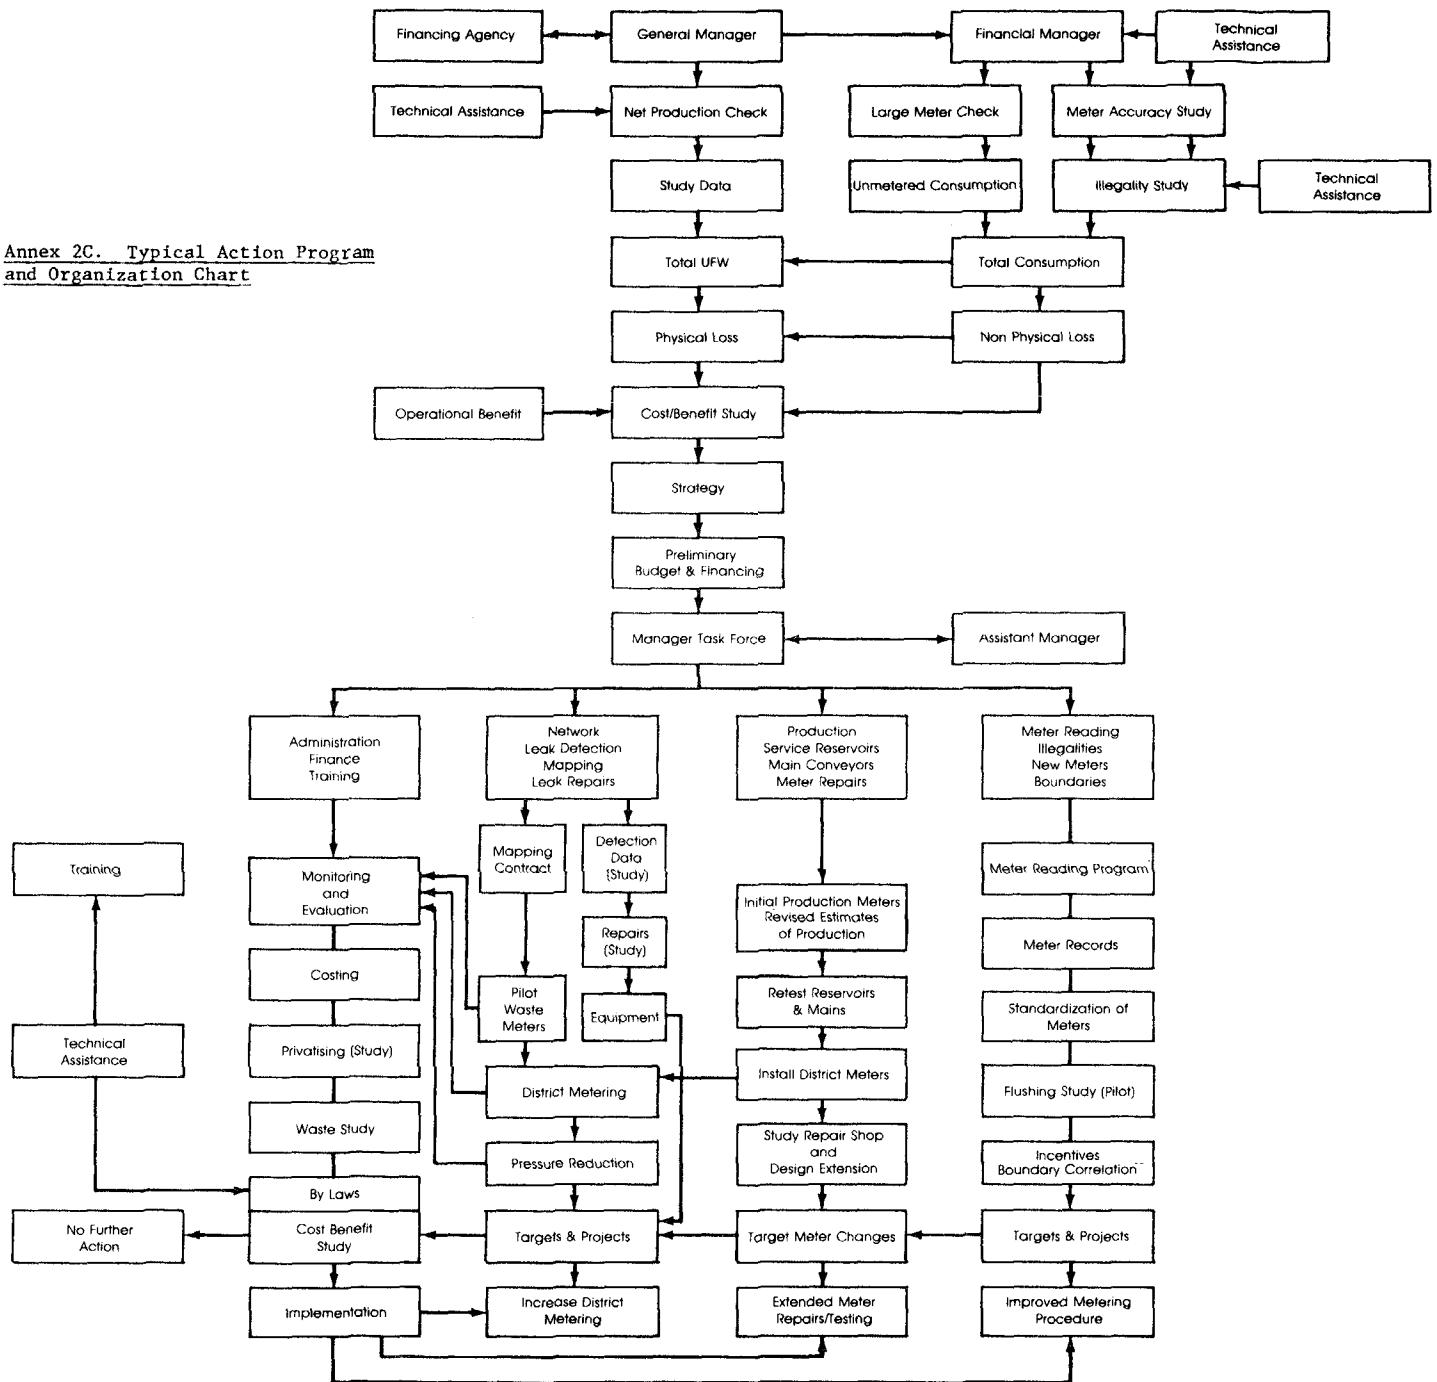 Financing Agency
General Manager
Financial Manager
Technical
Assistance
Technical Assistance
Net Production Check
Large Meter Check
Meter Accuracy Study
Study Data
Unmetered Consumption
Illegality Study
Technical
Assistance
Annex 2C. Typical Action Program
and Organization Chart
Total UFW
Total Consumption
Physical Loss
Non Physical Loss
Operational Benefit
Cost/Benefit Study
Strategy
Preliminary
Budget & Financing
Manager Task Force
Assistant Manager
Administration
Finance
Training
Network
Leak Detection
Mapping
Leak Repairs
Production
Service Reservoirs
Main Conveyors
Meter Repairs
Meter Reading
Illegalities
New Meters
Boundaries
Training
Monitoring
and
Evaluation
Mapping
Contract
Detection
Data
(Study)
Initial Production Meters
Revised Estimates
of Production
Meter Reading Program
Repairs
(Study)
Meter Records
Costing
Pilot
Waste
Meters
Equipment
Retest Reservoirs
& Mains
Standardization of
Meters
Technical
Assistance
Privatising (Study)
District Metering
Install District Meters
Flushing Study (Pilot)
Waste Study
Pressure Reduction
Study Repair Shop
and
Design Extension
Incentives
Boundary Correlation
By Laws
No Further
Action
Cost Benefit
Study
Targets & Projects
Target Meter Changes
Targets & Projects
Implementation
Increase District
Metering
Extended Meter
Repairs/Testing
Improved Metering
Procedure